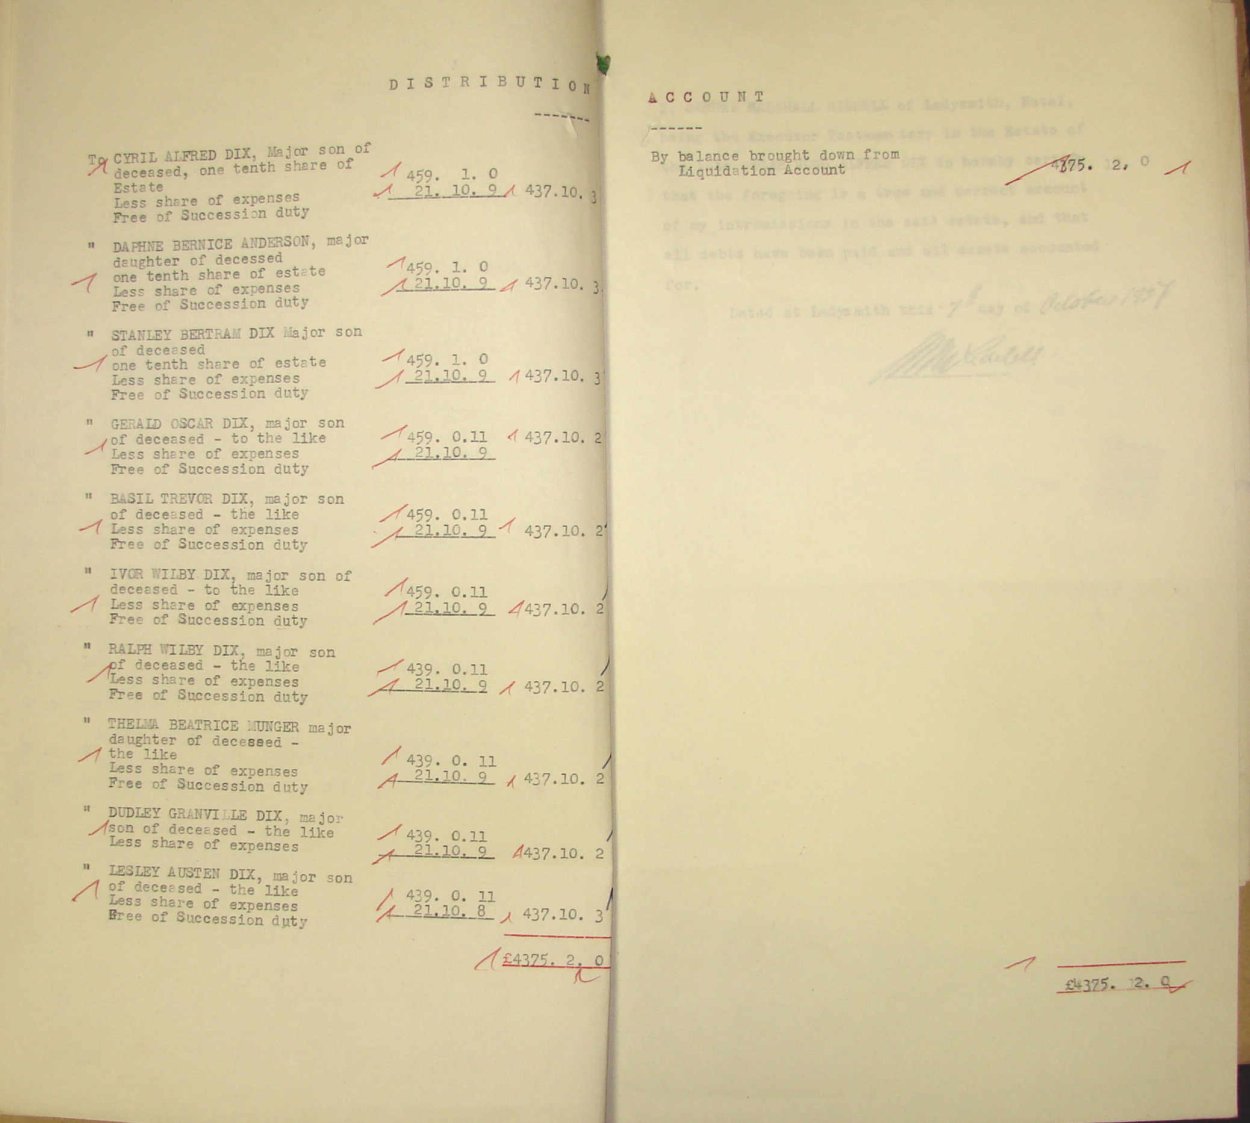 DISTRIBUTION ACCOUNT
To CYRIL ALFRED DIX, Major son of
deceased, one tenth share of
Estate 459. 1. 0
Less share of expenses 21. 10. 9 437.10. 3
Free of Succession duty
" DAPHNE BERNICE ANDERSON, major
daughter of decessed
one tenth share of estate 459. 1. 0
Less share of expenses 21.10. 9 437.10. 3
Free of Succession duty
" STANLEY BERTRAM DIX Major son
of deceased
one tenth share of estate 459. 1. 0
Less share of expenses 21.10. 9 437.10. 3
Free of Succession duty
" GERALD OSCAR DIX, major son
of deceased - to the like 459. 0.11 437.10. 2
Less share of expenses 21.10. 9
Free of Succession duty
" BASIL TREVOR DIX, major son
of deceased - the like 459. 0.11
Less share of expenses 21.10. 9 437.10. 2
Free of Succession duty
" IVOR WILBY DIX, major son of
deceased - to the like 459. 0.11
Less share of expenses 21.10. 9 437.10. 2
Free of Succession duty
" RALPH WILBY DIX, major son
of deceased - the like 439. 0.11
Less share of expenses 21.10. 9 437.10. 2
Free of Succession duty
" THELMA BEATRICE MUNGER major
daughter of deceased -
the like 439. 0. 11
Less share of expenses 21.10. 9 437.10. 2
Free of Succession duty
" DUDLEY GRANVILLE DIX, major
son of deceased - the like 439. 0.11
Less share of expenses 21.10. 9 437.10. 2
" LESLEY AUSTEN DIX, major son
of deceased - the like 439. 0. 11
Less share of expenses 21.10. 8 437.10. 3
Free of Succession duty
£4375. 2. 0
By balance brought down from
Liquidation Account 4375. 2. 0
£4375. 2. 0